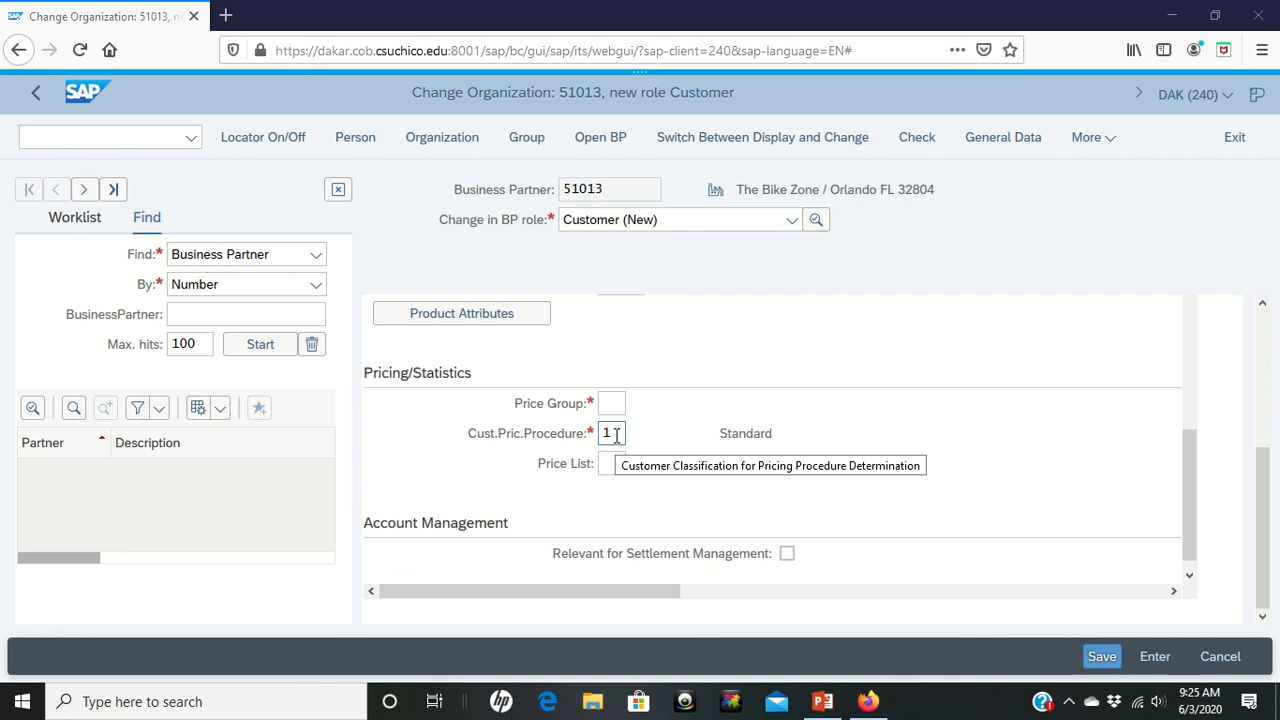 Change Organization: 51013, n
https://dakar.cob.csuchico.edu:8001/sap/bc/gui/sap/its/webgui/?sap-client=240&sap-language=EN#
SAP
Change Organization: 51013, new role Customer
DAK (240)
Locator On/Off
Person
Organization
Group
Open BP
Switch Between Display and Change
Check
General Data
More
Exit
Business Partner: 51013
The Bike Zone / Orlando FL 32804
Worklist
Find
Change in BP role:* Customer (New)
Find:* Business Partner
By:* Number
BusinessPartner:
Max. hits: 100
Start
Product Attributes
Pricing/Statistics
Price Group:*
Cust.Pric.Procedure:* 1
Standard
Price List:
Customer Classification for Pricing Procedure Determination
Partner
Description
Account Management
Relevant for Settlement Management:
Save
Enter
Cancel
Type here to search
9:25 AM
6/3/2020